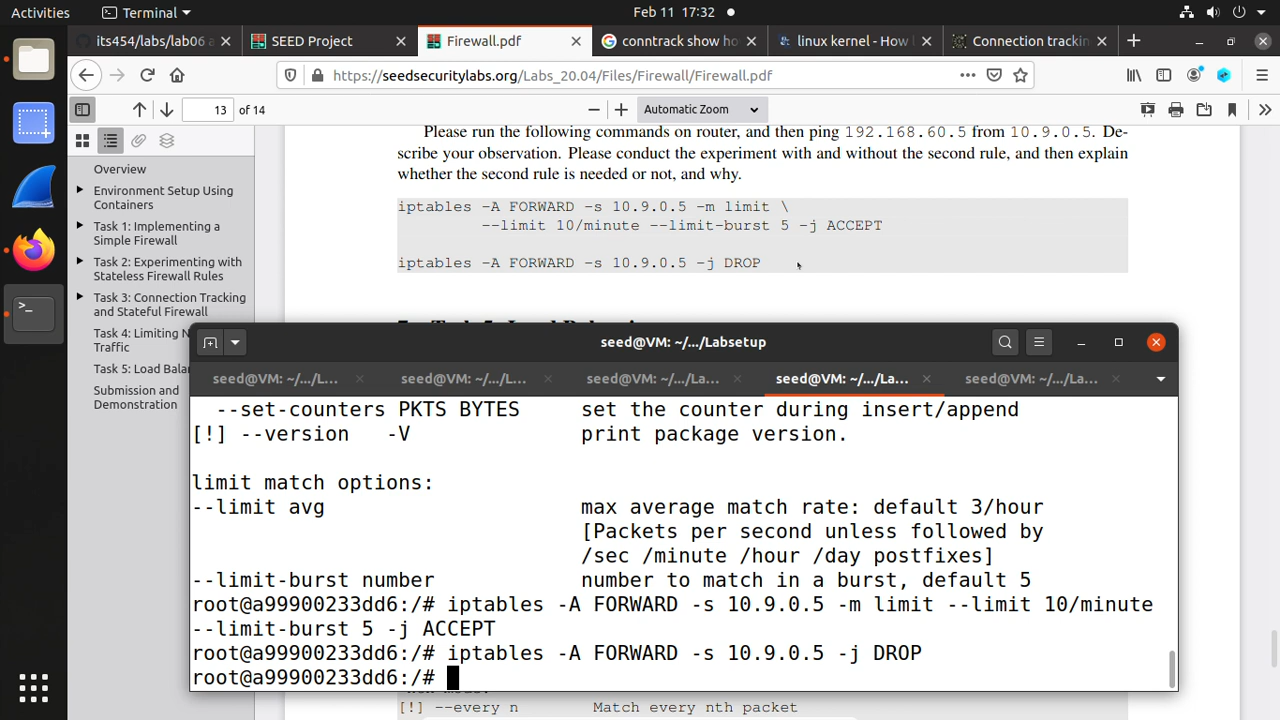 Activities
Terminal
Feb 11 17:32
its454/labs/lab06 a
SEED Project
Firewall.pdf
conntrack show ho
linux kernel - How l
Connection trackin
https://seedsecuritylabs.org/Labs_20.04/Files/Firewall/Firewall.pdf
13 of 14
Automatic Zoom
Overview
Environment Setup Using
Containers
Task 1: Implementing a
Simple Firewall
Task 2: Experimenting with
Stateless Firewall Rules
Task 3: Connection Tracking
and Stateful Firewall
Task 4: Limiting N
Traffic
Task 5: Load Balar
Submission and
Demonstration
Please run the following commands on router, and then ping 192.168.60.5 from 10.9.0.5. De-
scribe your observation. Please conduct the experiment with and without the second rule, and then explain
whether the second rule is needed or not, and why.
iptables -A FORWARD -s 10.9.0.5 -m limit \
--limit 10/minute --limit-burst 5 -j ACCEPT
iptables -A FORWARD -s 10.9.0.5 -j DROP
seed@VM: ~/.../Labsetup
seed@VM: ~/.../L...
seed@VM: ~/.../L...
seed@VM: ~/.../La...
seed@VM: ~/.../La...
seed@VM: ~/.../La...
--set-counters PKTS BYTES set the counter during insert/append
[!] --version -V print package version.
limit match options:
--limit avg max average match rate: default 3/hour
[Packets per second unless followed by
/sec /minute /hour /day postfixes]
--limit-burst number number to match in a burst, default 5
root@a99900233dd6:/# iptables -A FORWARD -s 10.9.0.5 -m limit --limit 10/minute
--limit-burst 5 -j ACCEPT
root@a99900233dd6:/# iptables -A FORWARD -s 10.9.0.5 -j DROP
root@a99900233dd6:/#
[!] --every n Match every nth packet